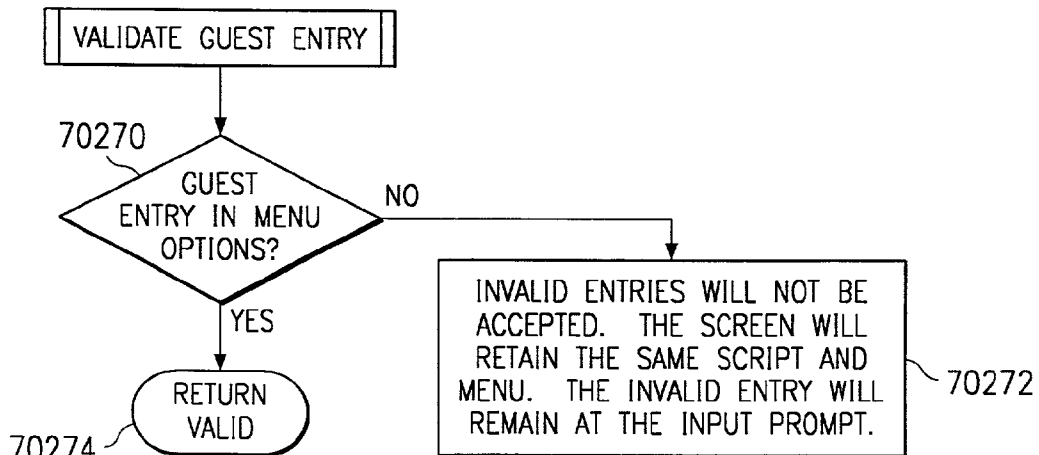 VALIDATE GUEST ENTRY
70270
GUEST
ENTRY IN MENU
OPTIONS?
NO
YES
INVALID ENTRIES WILL NOT BE
ACCEPTED. THE SCREEN WILL
RETAIN THE SAME SCRIPT AND
MENU. THE INVALID ENTRY WILL
REMAIN AT THE INPUT PROMPT.
70272
RETURN
VALID
70274